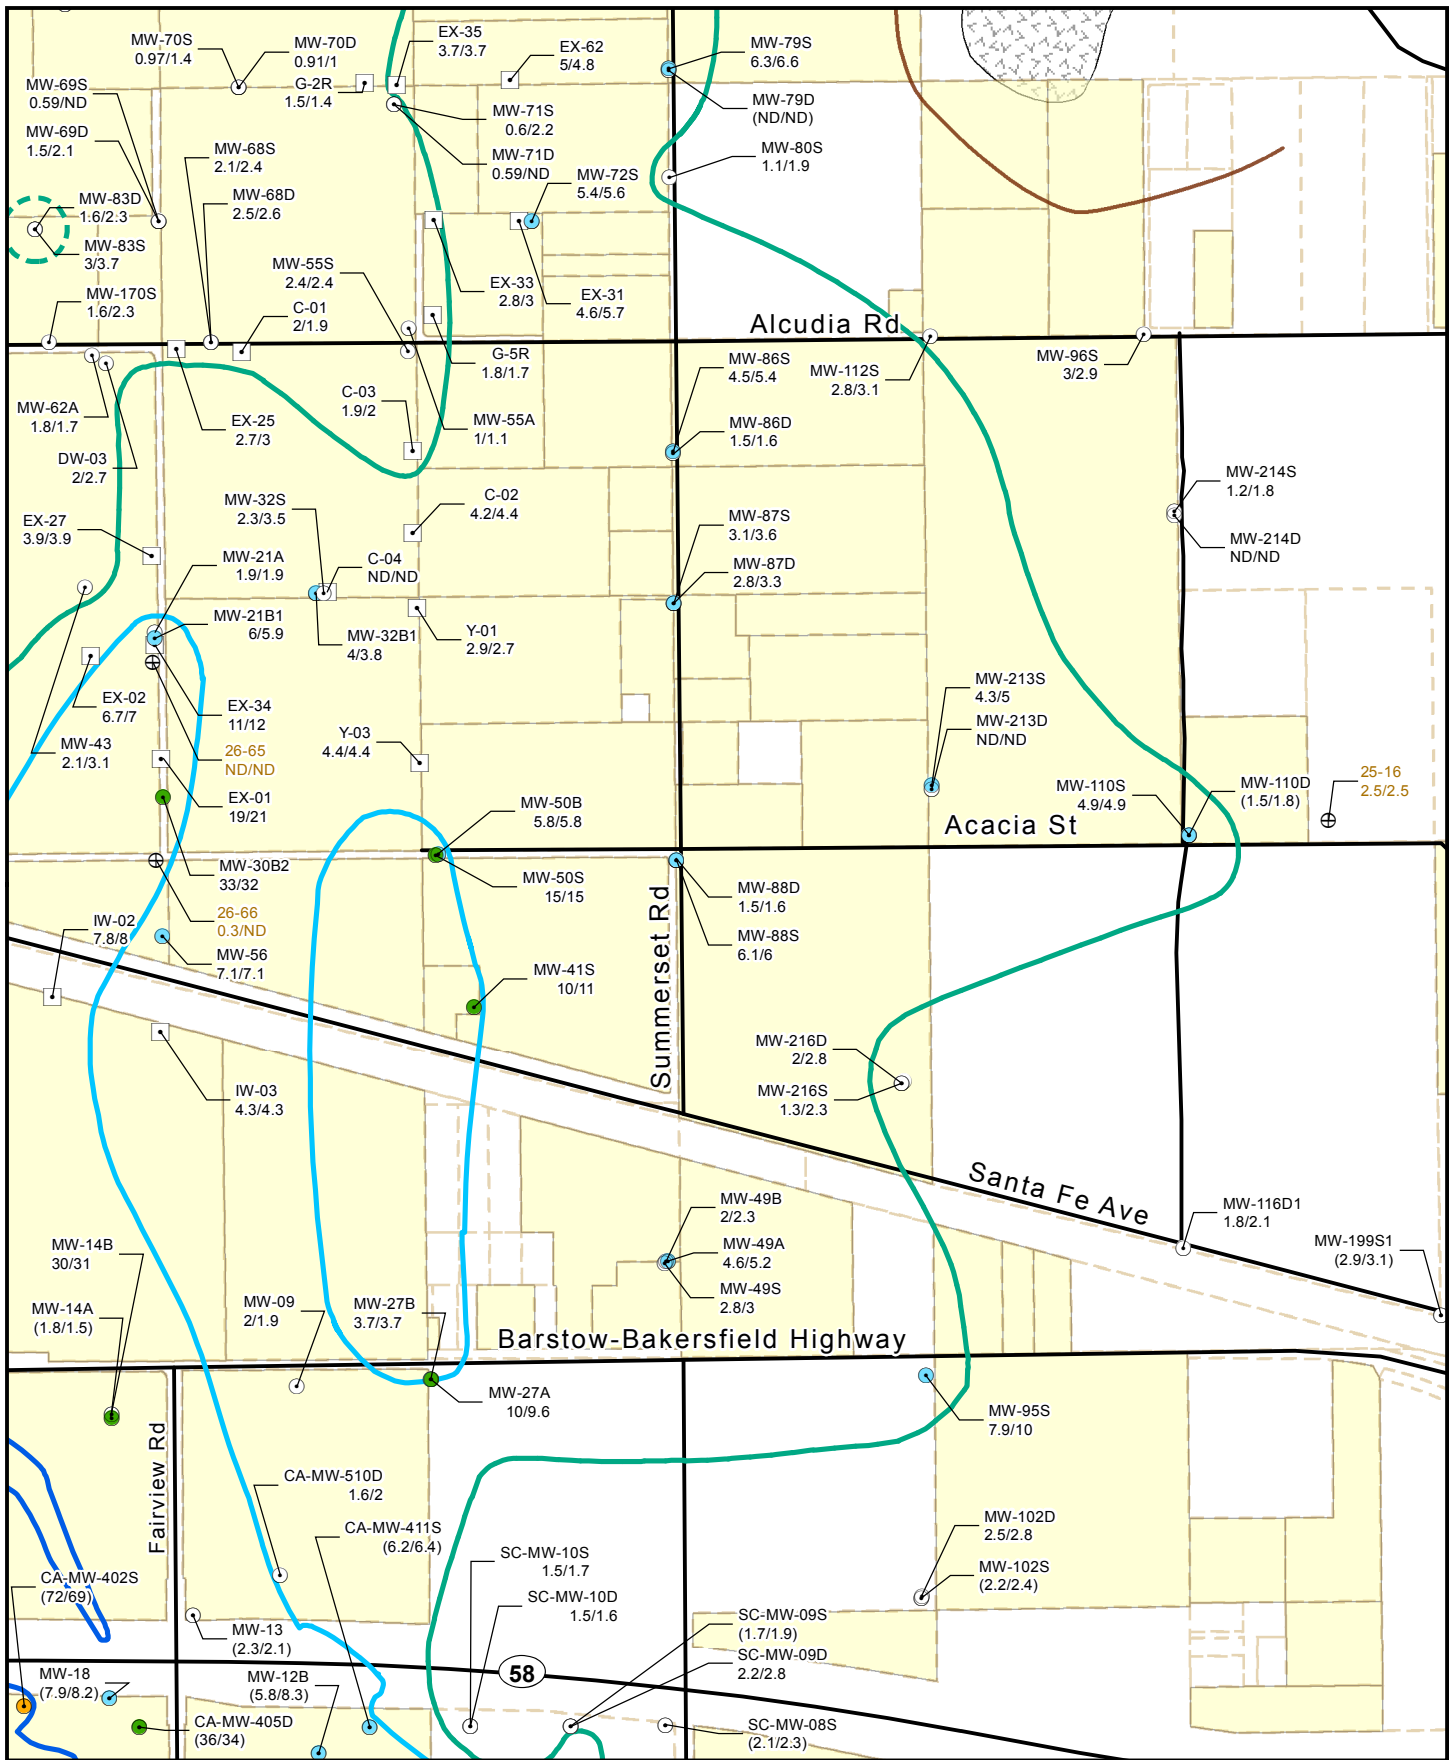 MW-70S
0.97/1.4
MW-70D
0.91/1
EX-35
3.7/3.7
EX-62
5/4.8
MW-79S
6.3/6.6
MW-69S
0.59/ND
G-2R
1.5/1.4
MW-79D
(ND/ND)
MW-71S
0.6/2.2
MW-69D
1.5/2.1
MW-68S
2.1/2.4
MW-71D
0.59/ND
MW-80S
1.1/1.9
MW-72S
5.4/5.6
MW-83D
1.6/2.3
MW-68D
2.5/2.6
MW-83S
3/3.7
MW-55S
2.4/2.4
EX-33
2.8/3
EX-31
4.6/5.7
MW-170S
1.6/2.3
C-01
2/1.9
Alcudia Rd
G-5R
1.8/1.7
MW-86S
4.5/5.4
MW-112S
2.8/3.1
MW-96S
3/2.9
C-03
1.9/2
MW-62A
1.8/1.7
EX-25
2.7/3
MW-55A
1/1.1
MW-86D
1.5/1.6
DW-03
2/2.7
MW-214S
1.2/1.8
MW-32S
2.3/3.5
C-02
4.2/4.4
EX-27
3.9/3.9
MW-87S
3.1/3.6
MW-214D
ND/ND
MW-21A
1.9/1.9
C-04
ND/ND
MW-87D
2.8/3.3
MW-21B1
6/5.9
MW-32B1
4/3.8
Y-01
2.9/2.7
EX-02
6.7/7
EX-34
11/12
MW-213S
4.3/5
MW-43
2.1/3.1
26-65
ND/ND
Y-03
4.4/4.4
MW-213D
ND/ND
EX-01
19/21
MW-50B
5.8/5.8
MW-110S
4.9/4.9
MW-110D
(1.5/1.8)
25-16
2.5/2.5
Acacia St
MW-30B2
33/32
MW-50S
15/15
MW-88D
1.5/1.6
26-66
0.3/ND
IW-02
7.8/8
MW-88S
6.1/6
MW-56
7.1/7.1
MW-41S
10/11
Summerset Rd
MW-216D
2/2.8
IW-03
4.3/4.3
MW-216S
1.3/2.3
Santa Fe Ave
MW-49B
2/2.3
MW-116D1
1.8/2.1
MW-14B
30/31
MW-49A
4.6/5.2
MW-199S1
(2.9/3.1)
MW-49S
2.8/3
MW-14A
(1.8/1.5)
MW-09
2/1.9
MW-27B
3.7/3.7
Barstow-Bakersfield Highway
MW-27A
10/9.6
MW-95S
7.9/10
Fairview Rd
CA-MW-510D
1.6/2
CA-MW-411S
(6.2/6.4)
MW-102D
2.5/2.8
SC-MW-10S
1.5/1.7
MW-102S
(2.2/2.4)
CA-MW-402S
(72/69)
SC-MW-10D
1.5/1.6
SC-MW-09S
(1.7/1.9)
MW-13
(2.3/2.1)
SC-MW-09D
2.2/2.8
58
MW-18
(7.9/8.2)
MW-12B
(5.8/8.3)
CA-MW-405D
(36/34)
SC-MW-08S
(2.1/2.3)